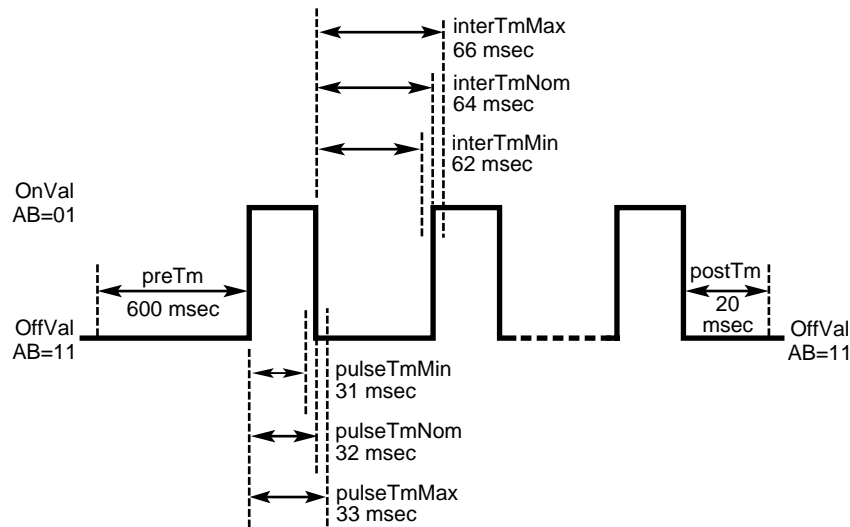 interTmMax
66 msec
interTmNom
64 msec
interTmMin
62 msec
OnVal
AB=01
preTm
600 msec
postTm
20
msec
OffVal
AB=11
OffVal
AB=11
pulseTmMin
31 msec
pulseTmNom
32 msec
pulseTmMax
33 msec